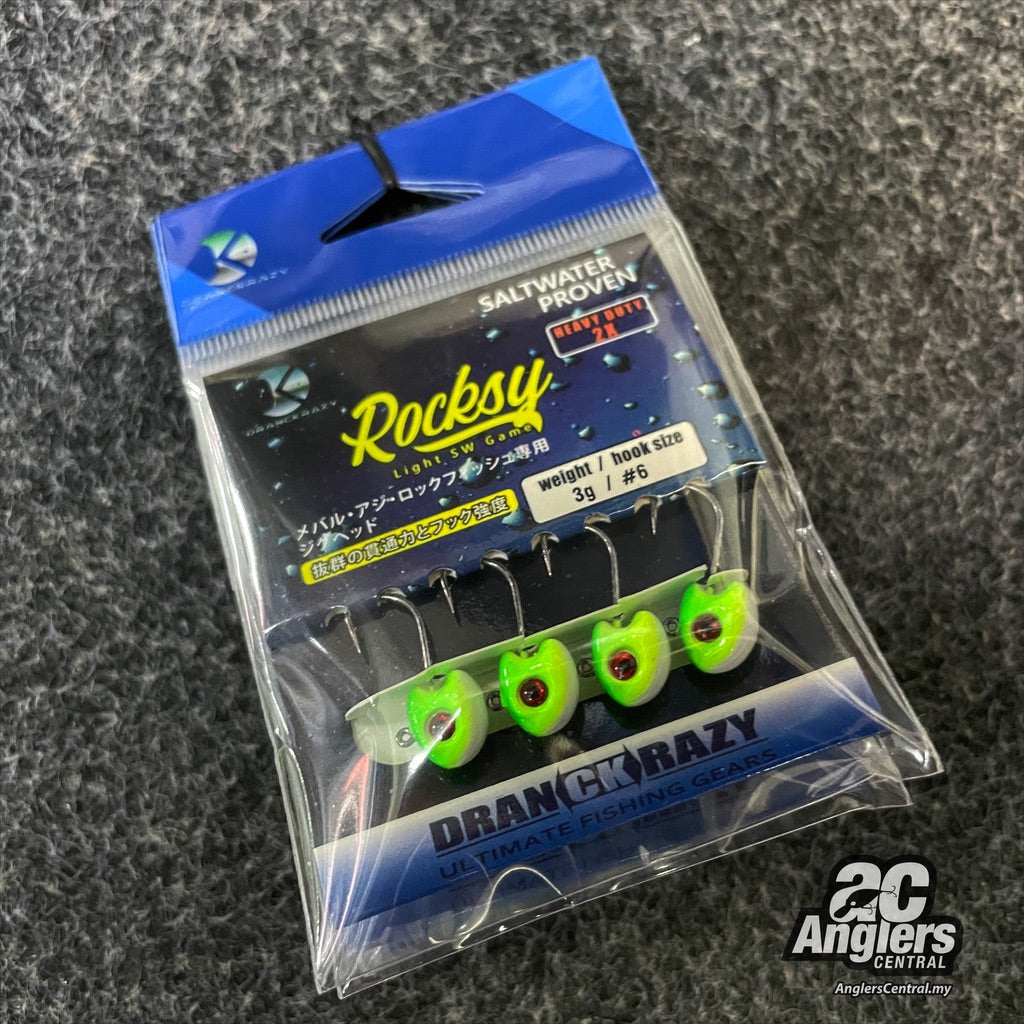 K
DRANCKRAZY
SALTWATER
PROVEN
HEAVY DUTY
2X
K
DRANCKRAZY
Rocksy
Light SW Game
メバル・アジ・ロックフィッシュ専用
ジグヘッド
抜群の貫通力とフック強度
weight / hook size
3g / #6
DRANCKRAZY
ULTIMATE FISHING GEARS
ac
Anglers
CENTRAL
AnglersCentral.my